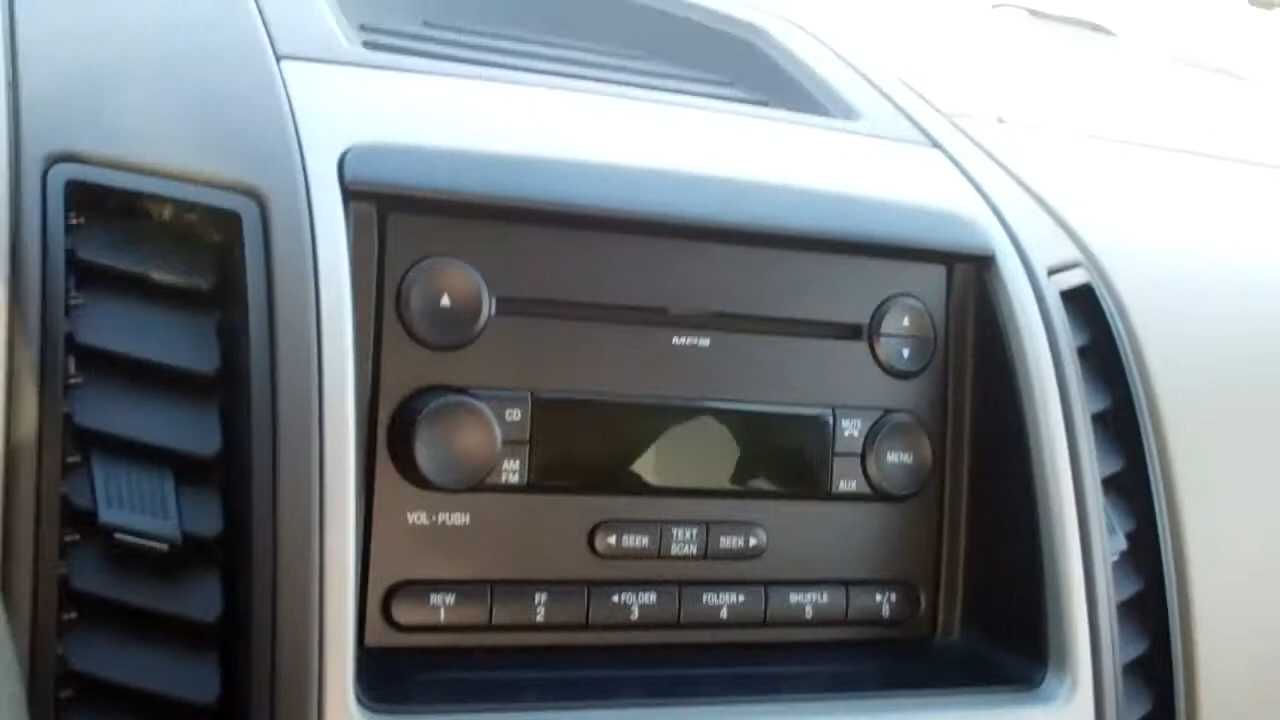 MP3
CD
MUTE
AM
FM
MENU
AUX
VOL • PUSH
◀ SEEK
TEXT
SCAN
SEEK ▶
REW
1
FF
2
◀ FOLDER
3
FOLDER ▶
4
SHUFFLE
5
6